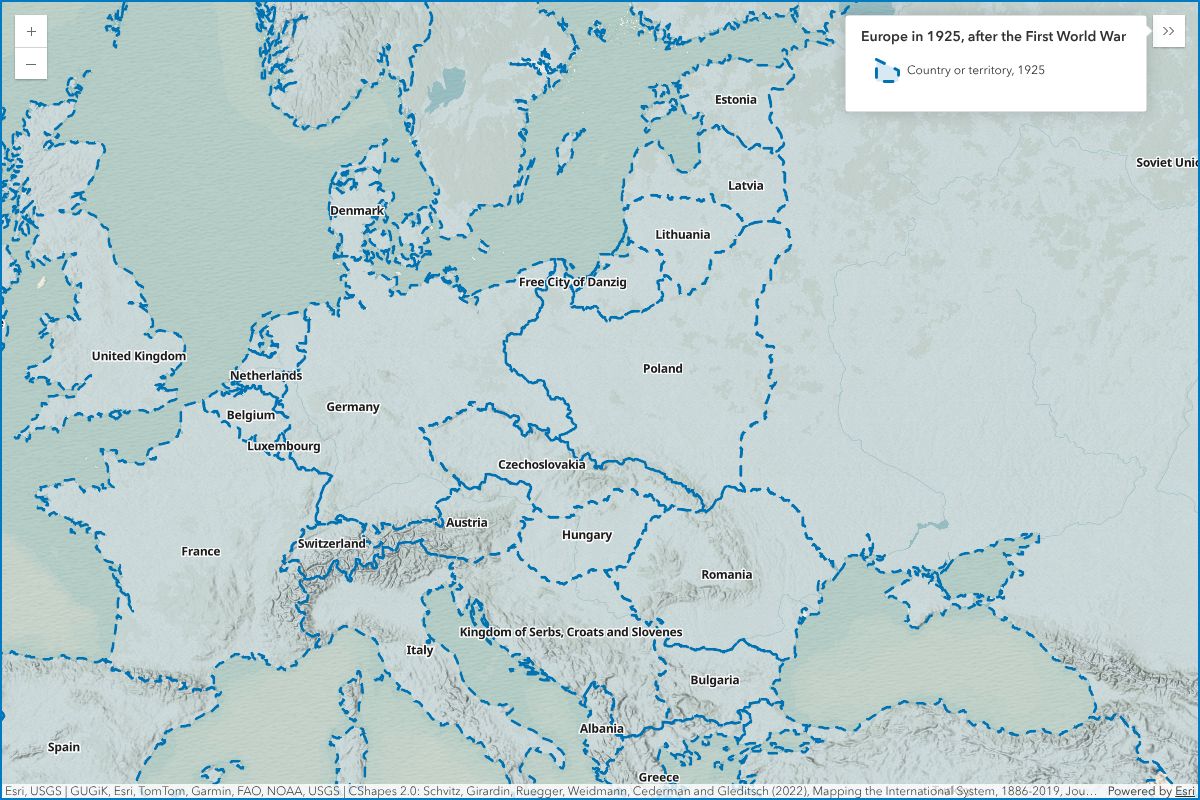 +
−
Europe in 1925, after the First World War
Country or territory, 1925
Estonia
Soviet Unio
Latvia
Denmark
Lithuania
Free City of Danzig
United Kingdom
Poland
Netherlands
Germany
Belgium
Luxembourg
Czechoslovakia
Austria
Hungary
Switzerland
France
Romania
Kingdom of Serbs, Croats and Slovenes
Italy
Bulgaria
Albania
Spain
Greece
Esri, USGS | GUGiK, Esri, TomTom, Garmin, FAO, NOAA, USGS | CShapes 2.0: Schvitz, Girardin, Ruegger, Weidmann, Cederman and Gleditsch (2022), Mapping the International System, 1886-2019, Jou... Powered by Esri